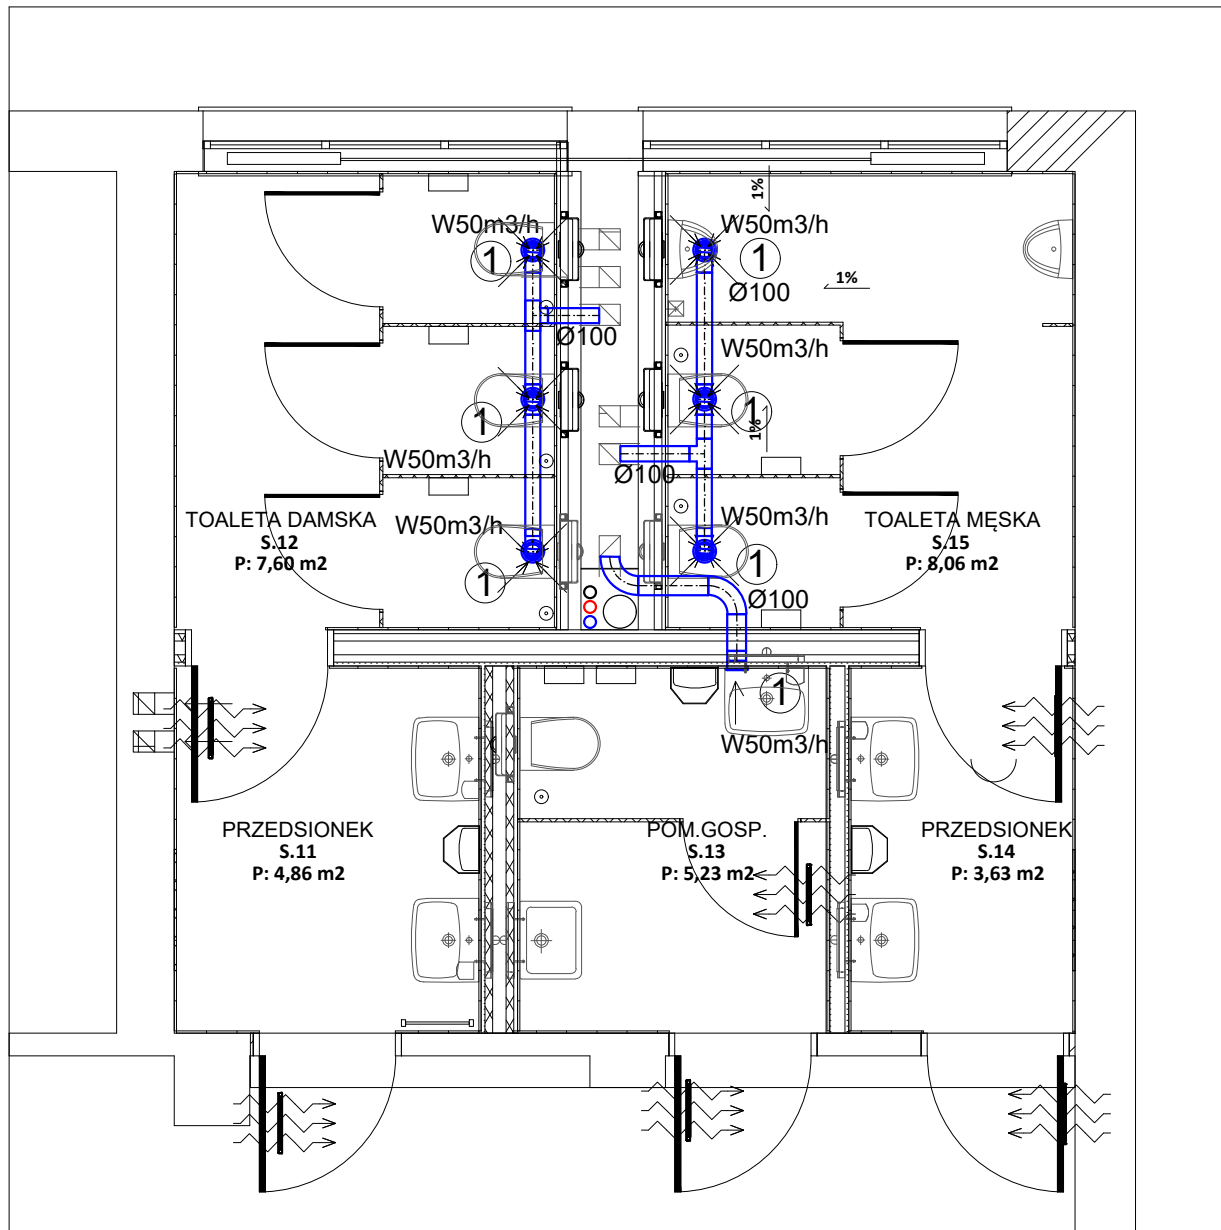 W50m3/h
1
W50m3/h
1
1%
1%
Ø100
Ø100
W50m3/h
1
1
1%
W50m3/h
Ø100
TOALETA DAMSKA
S.12
P: 7,60 m2
W50m3/h
1
W50m3/h
1
TOALETA MĘSKA
S.15
P: 8,06 m2
Ø100
1
W50m3/h
PRZEDSIONEK
S.11
P: 4,86 m2
POM.GOSP.
S.13
P: 5,23 m2
PRZEDSIONEK
S.14
P: 3,63 m2